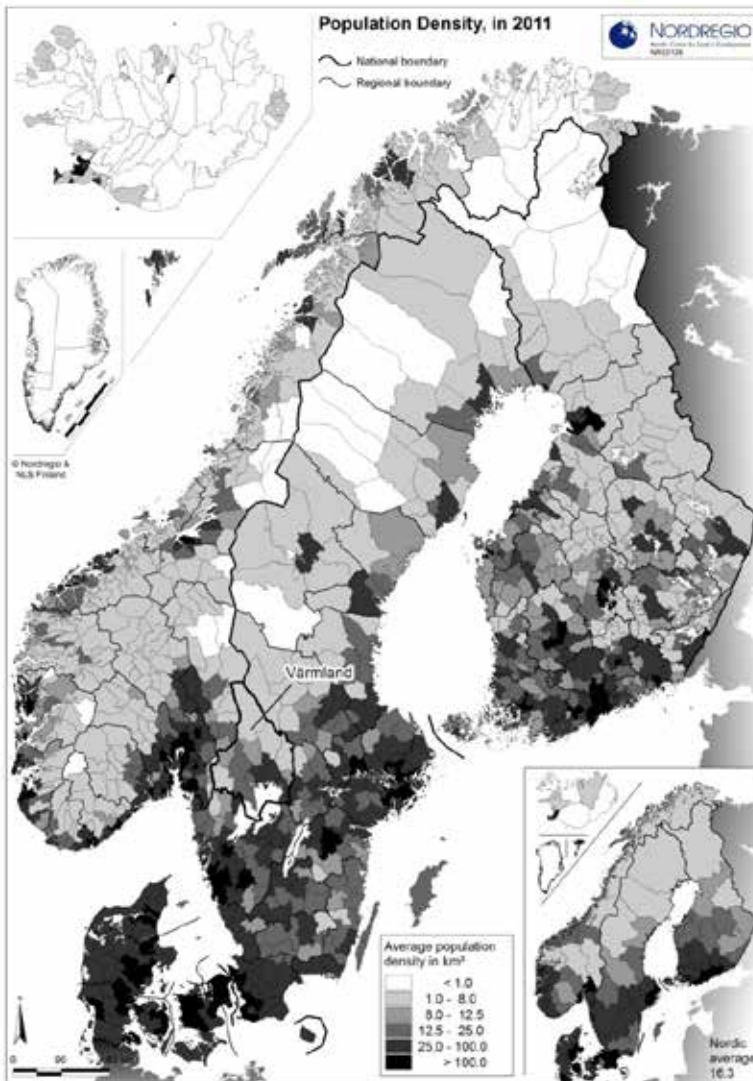 Population Density, in 2011
National boundary
Regional boundary
NORDREGIO
© Nordregio &
NLS Finland
Värmland
Average population
density in km²
< 1.0
1.0 - 8.0
8.0 - 12.5
12.5 - 25.0
25.0 - 100.0
> 100.0
0
Nordic
average
16.3